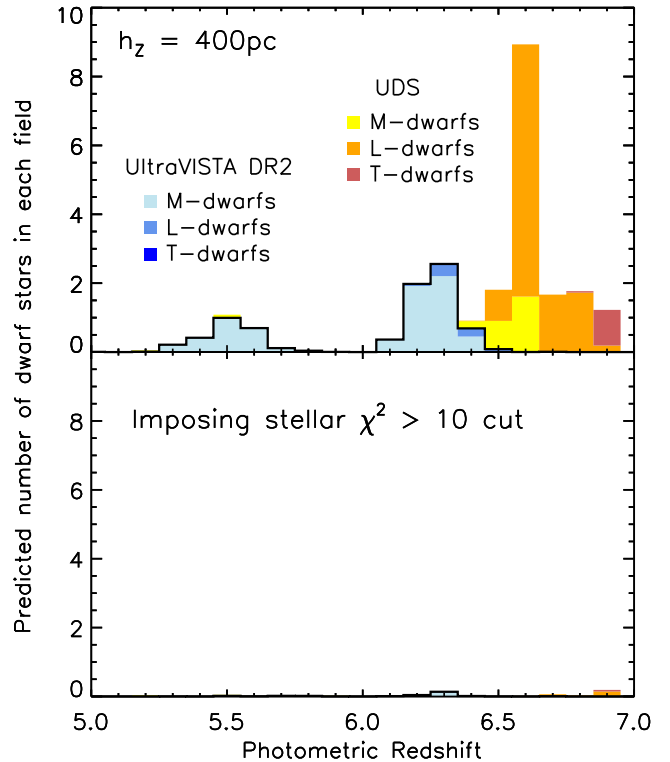 10
h_z = 400pc
8
6
4
2
0
UDS
M-dwarfs
L-dwarfs
T-dwarfs
UltraVISTA DR2
M-dwarfs
L-dwarfs
T-dwarfs
Predicted number of dwarf stars in each field
Imposing stellar χ² > 10 cut
8
6
4
2
0
5.0 5.5 6.0 6.5 7.0
Photometric Redshift